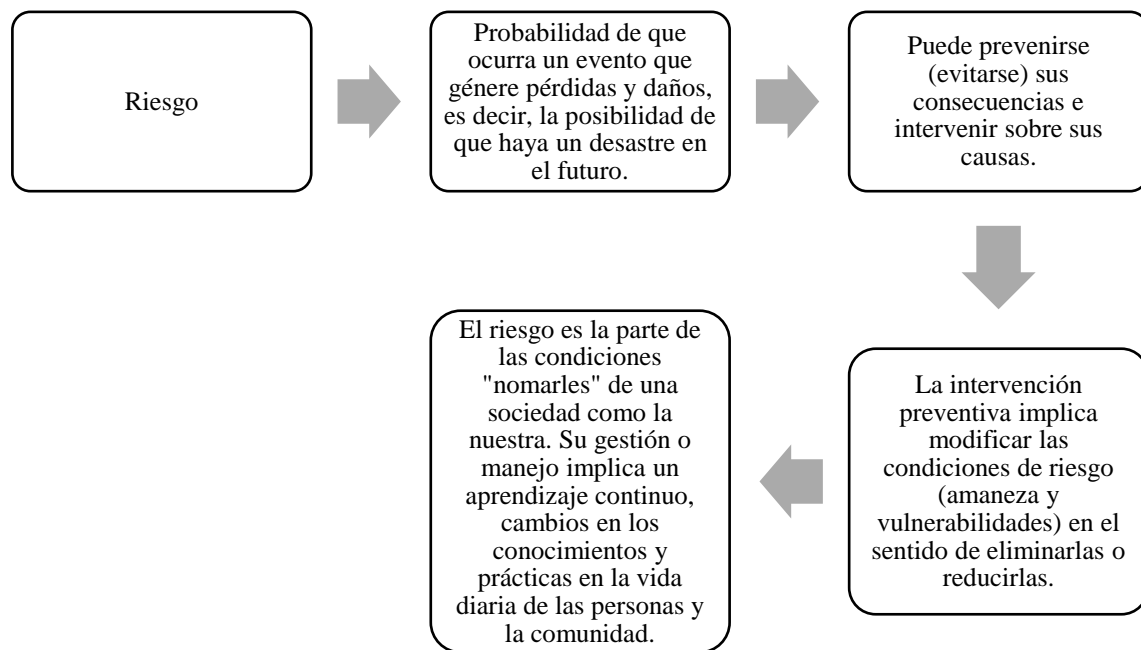 Riesgo
Probabilidad de que
ocurra un evento que
génere pérdidas y daños,
es decir, la posibilidad de
que haya un desastre en
el futuro.
Puede prevenirse
(evitarse) sus
consecuencias e
intervenir sobre sus
causas.
La intervención
preventiva implica
modificar las
condiciones de riesgo
(amaneza y
vulnerabilidades) en el
sentido de eliminarlas o
reducirlas.
El riesgo es la parte de
las condiciones
"nomarles" de una
sociedad como la
nuestra. Su gestión o
manejo implica un
aprendizaje continuo,
cambios en los
conocimientos y
prácticas en la vida
diaria de las personas y
la comunidad.